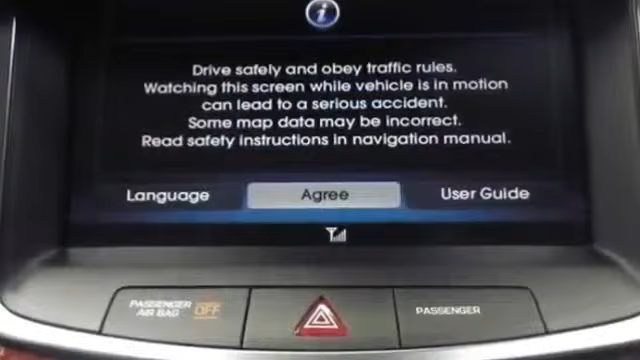 i
Drive safely and obey traffic rules.
Watching this screen while vehicle is in motion
can lead to a serious accident.
Some map data may be incorrect.
Read safety instructions in navigation manual.
Language Agree User Guide
PASSENGER
AIR BAG OFF
PASSENGER